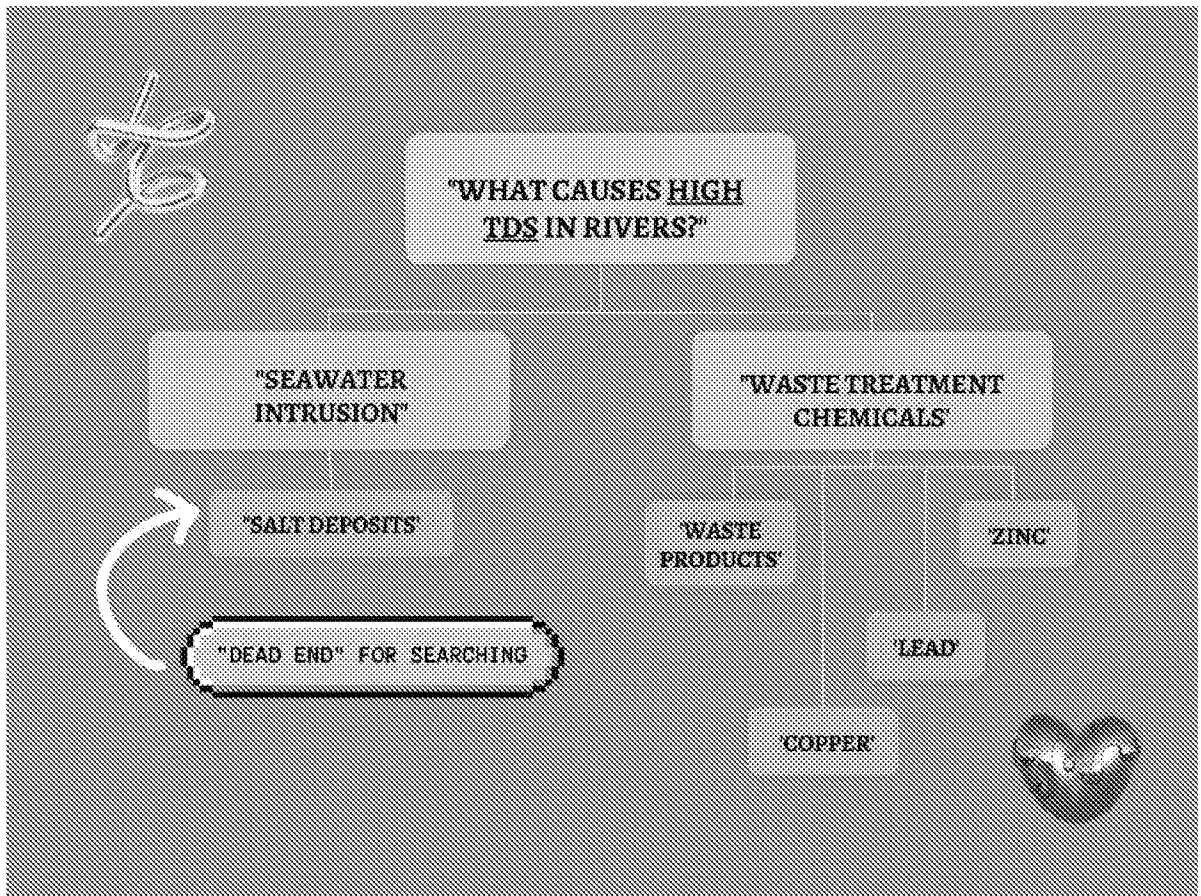 "WHAT CAUSES HIGH
TDS IN RIVERS?"
"SEAWATER
INTRUSION"
"WASTE TREATMENT
CHEMICALS'
"SALT DEPOSITS'
'WASTE
PRODUCTS'
'ZINC'
'LEAD'
"DEAD END" FOR SEARCHING
'COPPER'